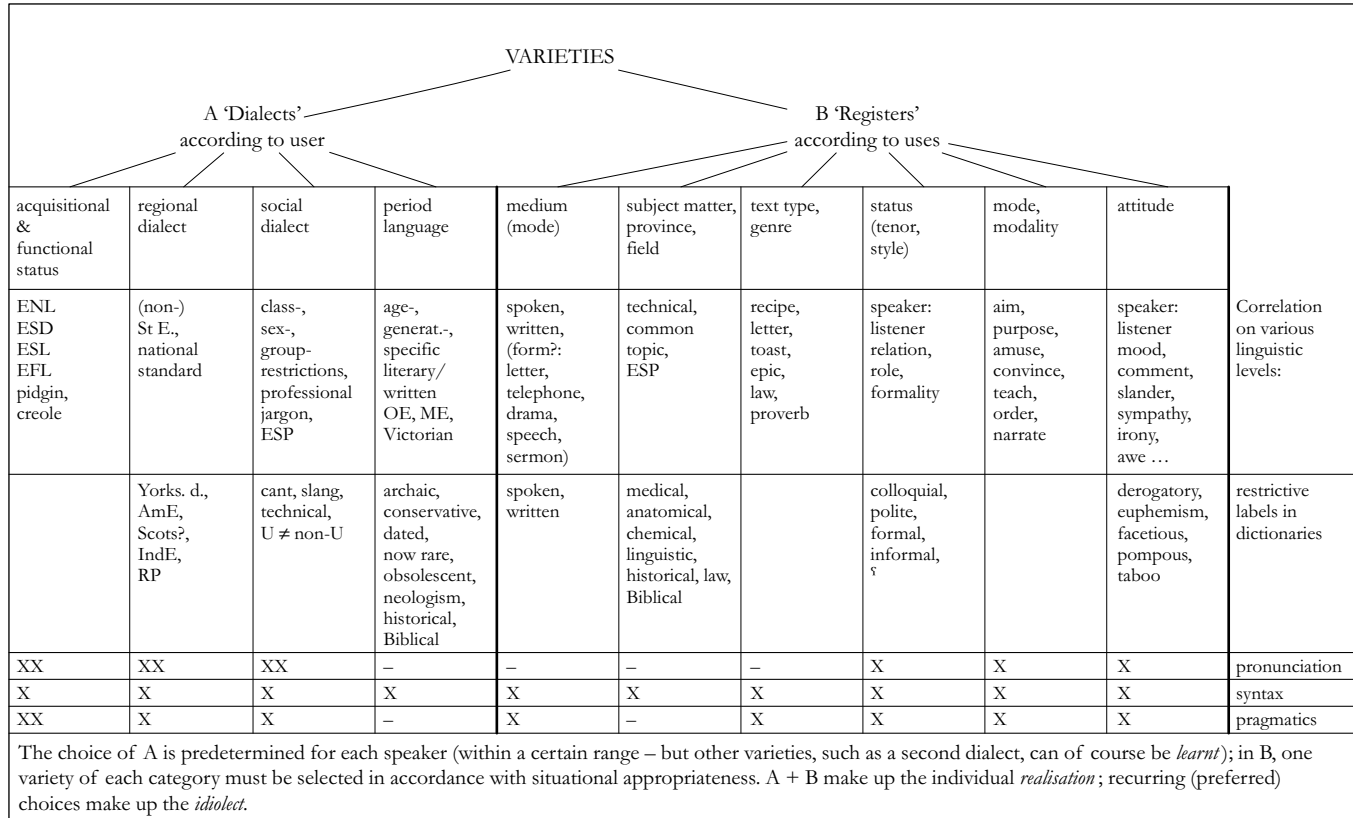 VARIETIES
A ‘Dialects’
according to user
B ‘Registers’
according to uses
acquisitional
&
functional
status
regional
dialect
social
dialect
period
language
medium
(mode)
subject matter,
province,
field
text type,
genre
status
(tenor,
style)
mode,
modality
attitude
ENL
ESD
ESL
EFL
pidgin,
creole
(non-)
St E.,
national
standard
class-,
sex-,
group-
restrictions,
professional
jargon,
ESP
age-,
generat.-,
specific
literary/
written
OE, ME,
Victorian
spoken,
written,
(form?:
letter,
telephone,
drama,
speech,
sermon)
technical,
common
topic,
ESP
recipe,
letter,
toast,
epic,
law,
proverb
speaker:
listener
relation,
role,
formality
aim,
purpose,
amuse,
convince,
teach,
order,
narrate
speaker:
listener
mood,
comment,
slander,
sympathy,
irony,
awe …
Correlation
on various
linguistic
levels:
Yorks. d.,
AmE,
Scots?,
IndE,
RP
cant, slang,
technical,
U ≠ non-U
archaic,
conservative,
dated,
now rare,
obsolescent,
neologism,
historical,
Biblical
spoken,
written
medical,
anatomical,
chemical,
linguistic,
historical, law,
Biblical
colloquial,
polite,
formal,
informal,
derogatory,
euphemism,
facetious,
pompous,
taboo
restrictive
labels in
dictionaries
XX XX XX – – – – X X X pronunciation
X X X X X X X X X X syntax
XX X X – X – X X X X pragmatics
The choice of A is predetermined for each speaker (within a certain range – but other varieties, such as a second dialect, can of course be learnt); in B, one
variety of each category must be selected in accordance with situational appropriateness. A + B make up the individual realisation; recurring (preferred)
choices make up the idiolect.